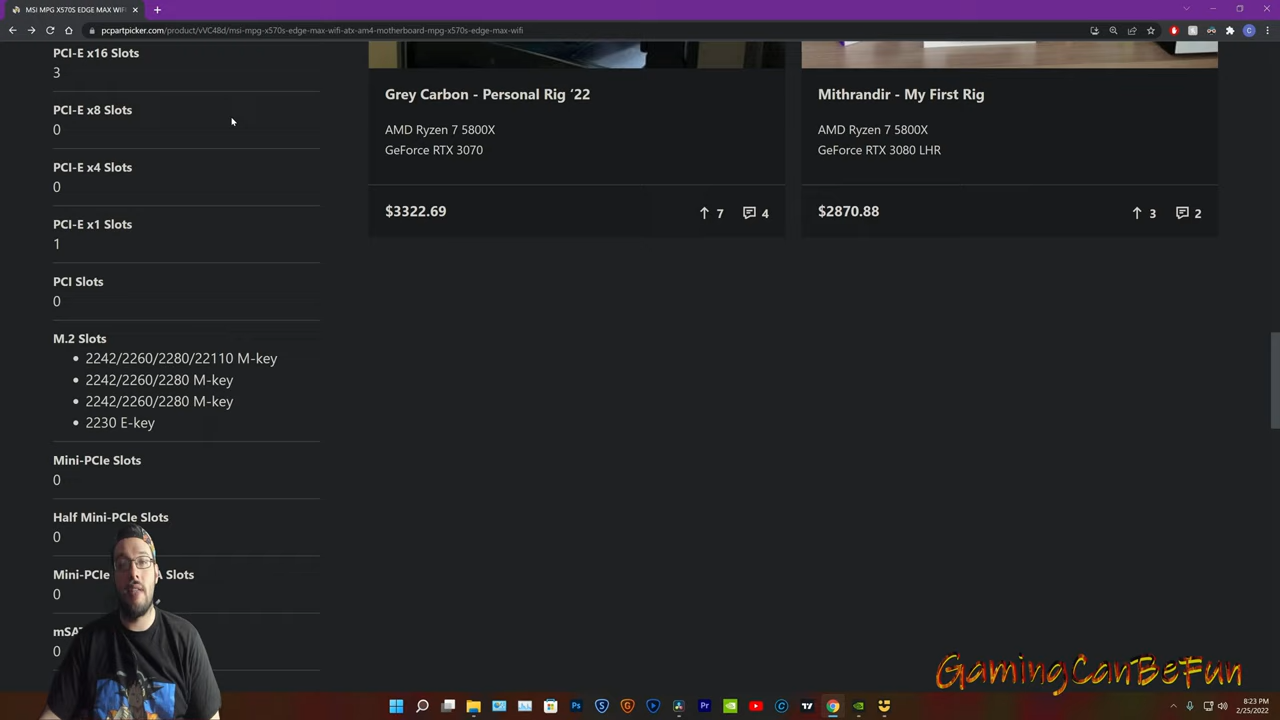 MSI MPG X570S EDGE MAX WIFI
pcpartpicker.com/product/vVC48d/msi-mpg-x570s-edge-max-wifi-atx-am4-motherboard-mpg-x570s-edge-max-wifi
PCI-E x16 Slots
3
PCI-E x8 Slots
0
PCI-E x4 Slots
0
PCI-E x1 Slots
1
PCI Slots
0
M.2 Slots
2242/2260/2280/22110 M-key
2242/2260/2280 M-key
2242/2260/2280 M-key
2230 E-key
Mini-PCIe Slots
0
Half Mini-PCIe Slots
0
Mini-PCIe
Slots
0
0
Grey Carbon - Personal Rig '22
AMD Ryzen 7 5800X
GeForce RTX 3070
$3322.69
7
4
Mithrandir - My First Rig
AMD Ryzen 7 5800X
GeForce RTX 3080 LHR
$2870.88
3
2
GamingCanBeFun
8:23 PM
2/25/2022